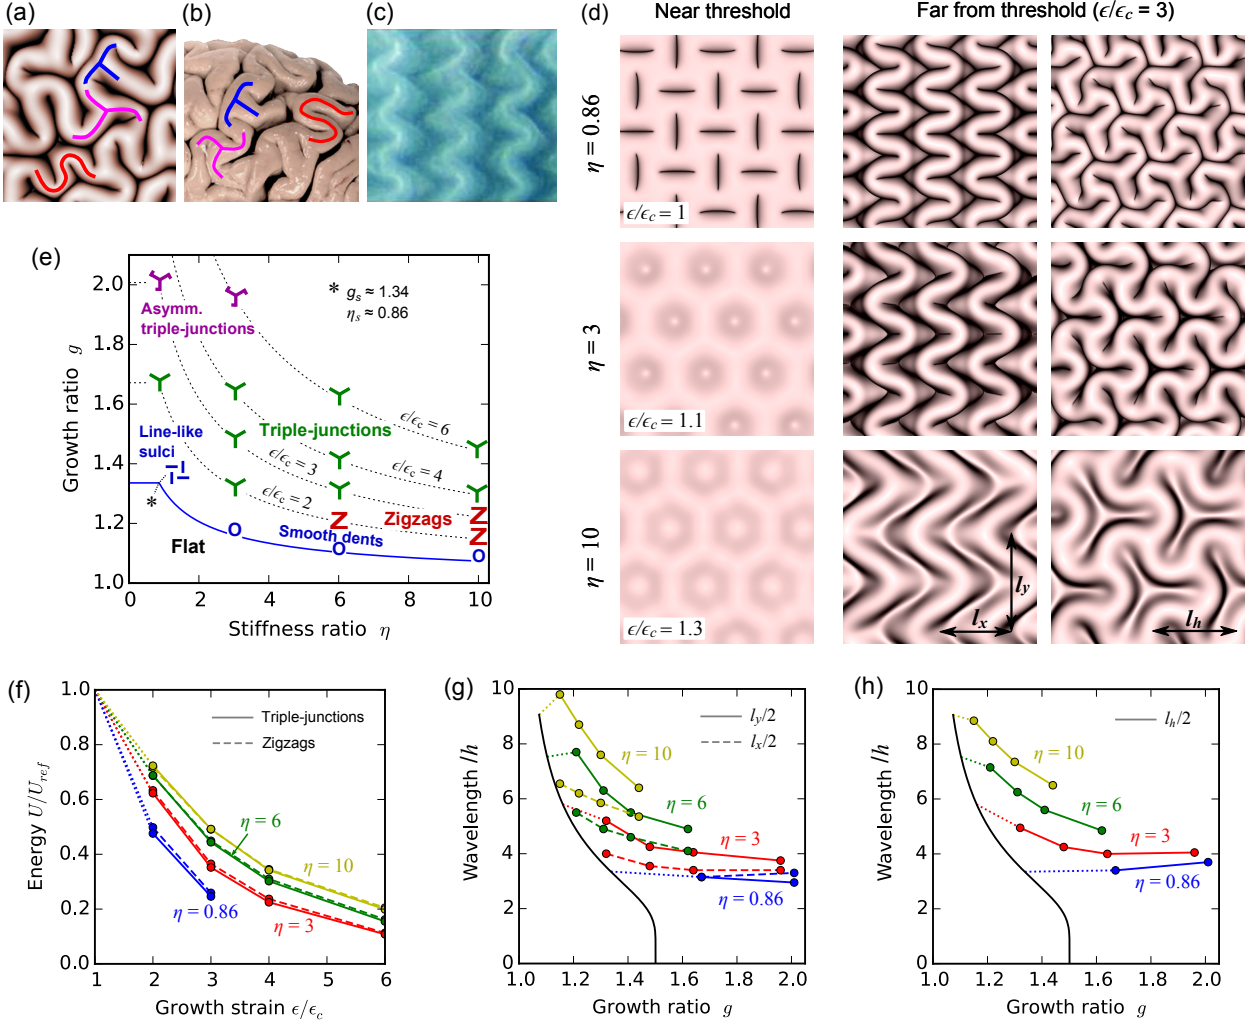 (a)
(b)
(c)
(d)
Near threshold
Far from threshold (ϵ/ϵc = 3)
η = 0.86
ϵ/ϵc = 1
η = 3
ϵ/ϵc = 1.1
η = 10
ϵ/ϵc = 1.3
lx
ly
lh
(e)
Growth ratio g
2.0
1.8
1.6
1.4
1.2
1.0
* gs ≈ 1.34
ηs ≈ 0.86
Asymm.
triple-junctions
Triple-junctions
Line-like
sulci
ϵ/ϵc = 6
ϵ/ϵc = 4
ϵ/ϵc = 3
ϵ/ϵc = 2
*
Zigzags
Smooth dents
Flat
0 2 4 6 8 10
Stiffness ratio η
(f)
Energy U/Uref
1.0
0.8
0.6
0.4
0.2
0.0
Triple-junctions
Zigzags
η = 6
η = 10
η = 0.86
η = 3
1 2 3 4 5 6
Growth strain ϵ/ϵc
(g)
Wavelength /h
10
8
6
4
2
0
ly/2
lx/2
η = 10
η = 6
η = 3
η = 0.86
1.0 1.2 1.4 1.6 1.8 2.0
Growth ratio g
(h)
Wavelength /h
10
8
6
4
2
0
lh/2
η = 10
η = 6
η = 3
η = 0.86
1.0 1.2 1.4 1.6 1.8 2.0
Growth ratio g